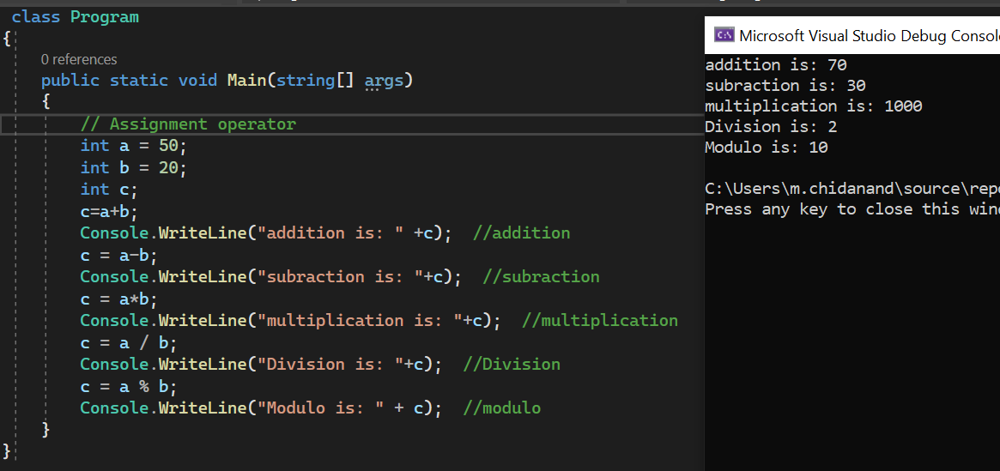 class Program
{
0 references
public static void Main(string[] args)
{
// Assignment operator
int a = 50;
int b = 20;
int c;
c=a+b;
Console.WriteLine("addition is: " +c);  //addition
c = a-b;
Console.WriteLine("subraction is: "+c);  //subraction
c = a*b;
Console.WriteLine("multiplication is: "+c);  //multiplication
c = a / b;
Console.WriteLine("Division is: "+c);  //Division
c = a % b;
Console.WriteLine("Modulo is: " + c);  //modulo
}
}
C:\ Microsoft Visual Studio Debug Consol
addition is: 70
subraction is: 30
multiplication is: 1000
Division is: 2
Modulo is: 10
C:\Users\m.chidanand\source\rep
Press any key to close this win